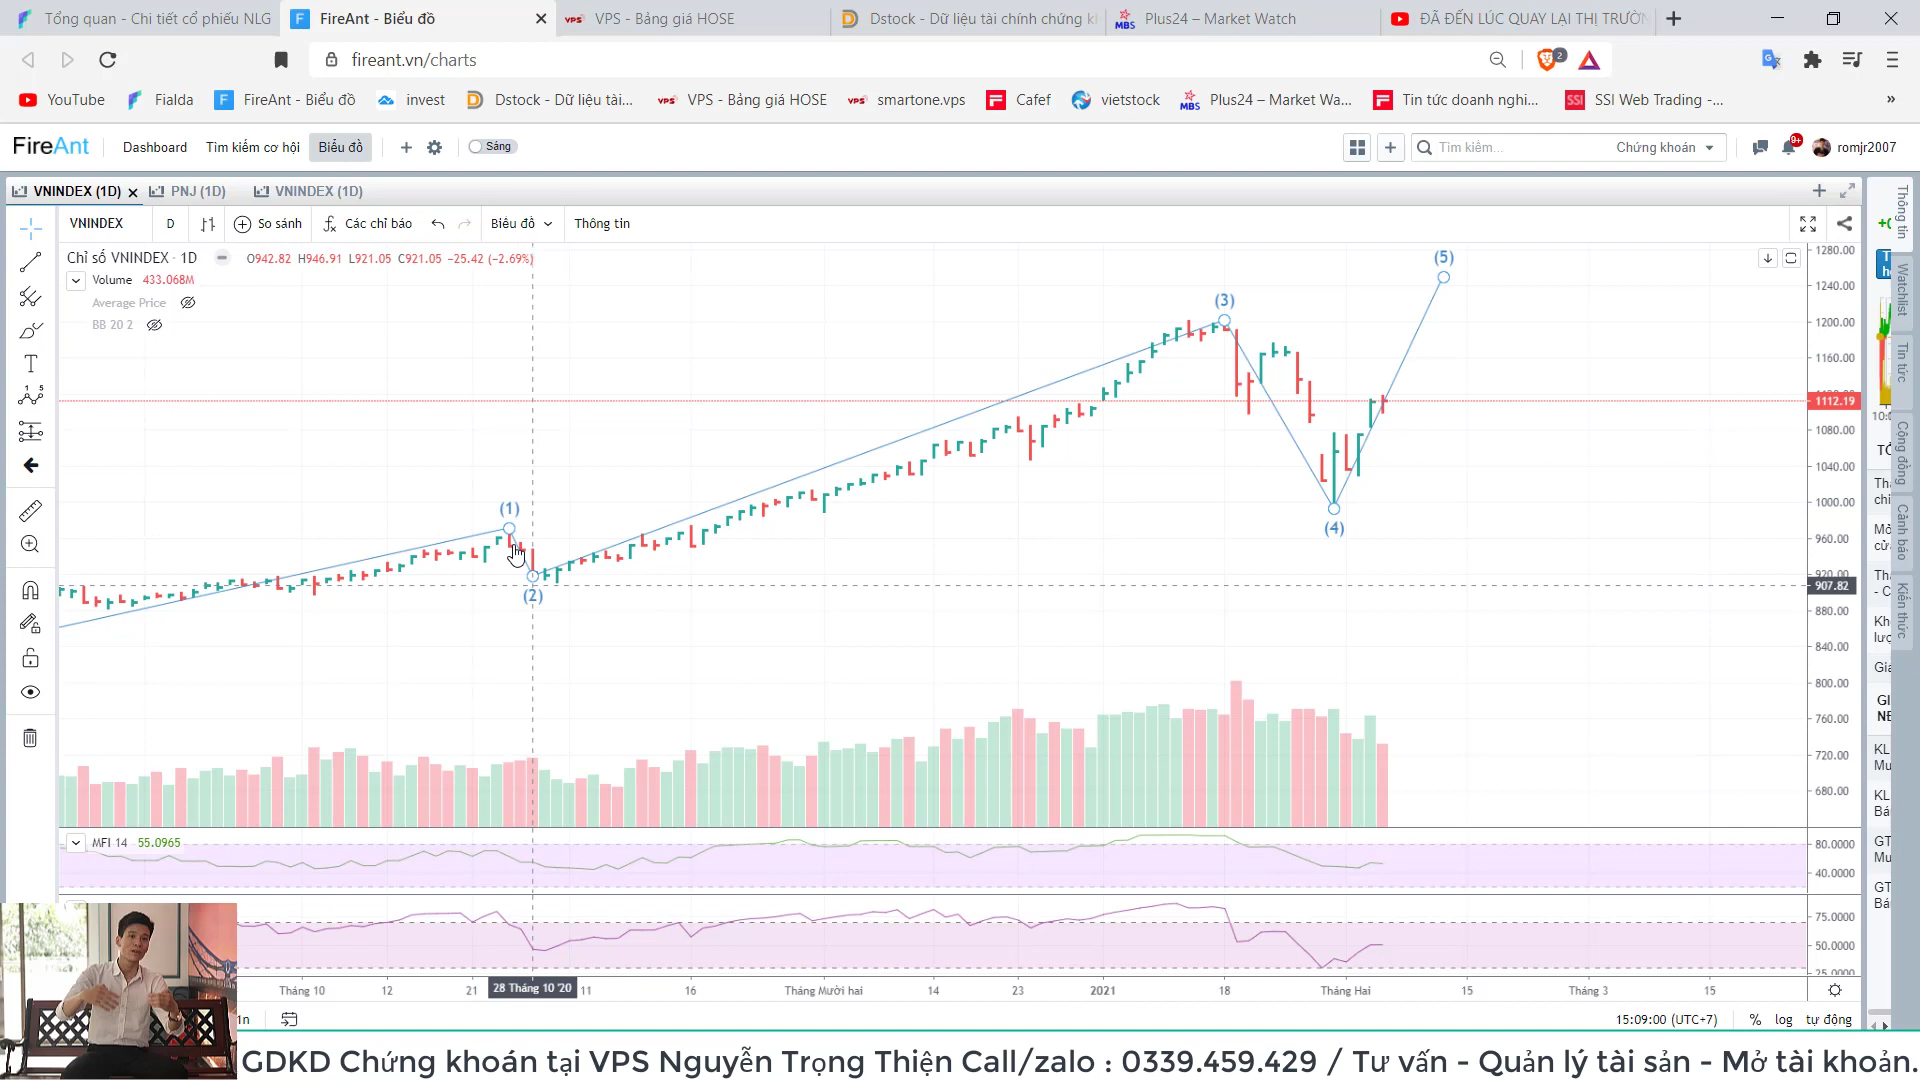 Tổng quan - Chi tiết cổ phiếu NLG
FireAnt - Biểu đồ
VPS - Bảng giá HOSE
Dstock - Dữ liệu tài chính chứng kh
Plus24 – Market Watch
ĐÃ ĐẾN LÚC QUAY LẠI THỊ TRƯỜN
fireant.vn/charts
2
YouTube
Fialda
FireAnt - Biểu đồ
invest
Dstock - Dữ liệu tài...
VPS - Bảng giá HOSE
smartone.vps
Cafef
vietstock
Plus24 – Market Wa...
Tin tức doanh nghi...
SSI Web Trading -...
FireAnt
Dashboard
Tìm kiếm cơ hội
Biểu đồ
Sáng
Tìm kiếm...
Chứng khoán
9+
romjr2007
VNINDEX (1D)
PNJ (1D)
VNINDEX (1D)
VNINDEX
D
So sánh
Các chỉ báo
Biểu đồ
Thông tin
Chỉ số VNINDEX · 1D
O942.82 H946.91 L921.05 C921.05 −25.42 (−2.69%)
Volume 433.068M
Average Price
BB 20 2
(1)
(2)
(3)
(4)
(5)
1280.00
1240.00
1200.00
1160.00
1112.19
1080.00
1040.00
1000.00
960.00
920.00
907.82
880.00
840.00
800.00
760.00
720.00
680.00
MFI 14 55.0965
80.0000
40.0000
75.0000
50.0000
25.0000
Tháng 10
12
21
28 Tháng 10 '20
11
16
Tháng Mười hai
14
23
2021
18
Tháng Hai
15
Tháng 3
15
1n
15:09:00 (UTC+7)
%
log
tự động
Thông tin
Watchlist
Tin tức
Cộng đồng
Cảnh báo
Kiến thức
GDKD Chứng khoán tại VPS Nguyễn Trọng Thiện Call/zalo : 0339.459.429 / Tư vấn - Quản lý tài sản - Mở tài khoản.